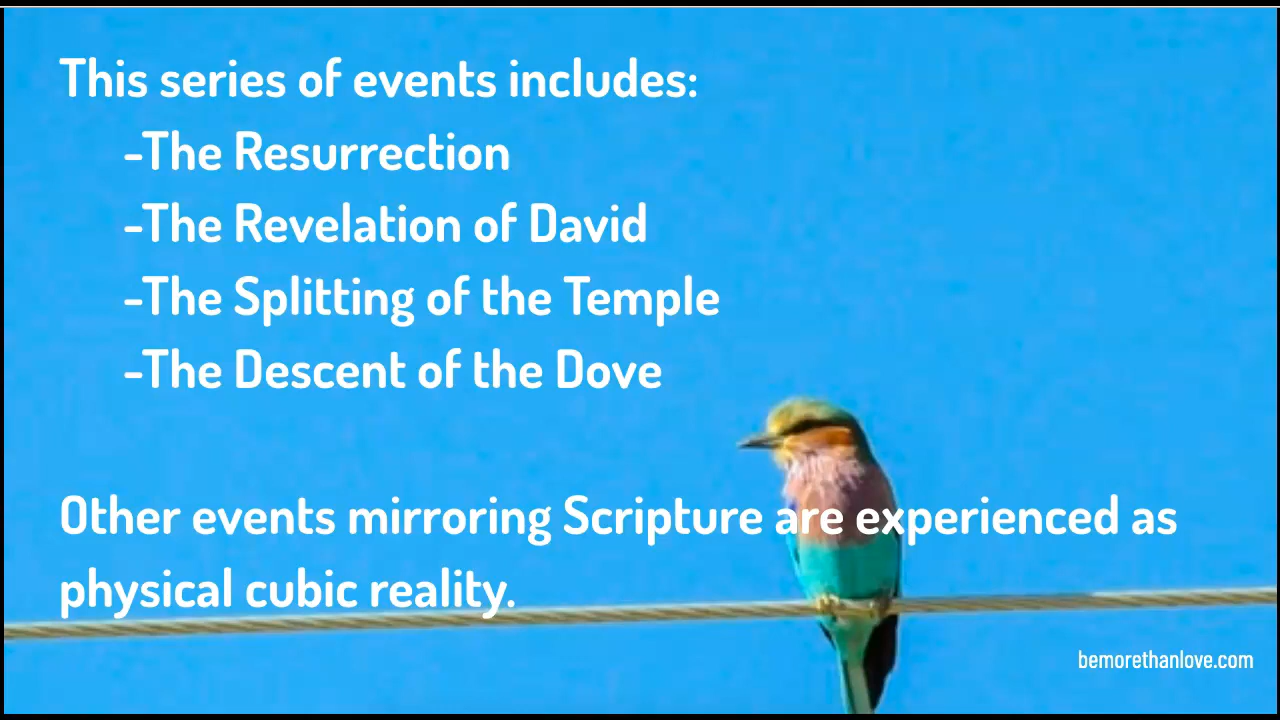 This series of events includes:
-The Resurrection
-The Revelation of David
-The Splitting of the Temple
-The Descent of the Dove
Other events mirroring Scripture are experienced as
physical cubic reality.
bemorethanlove.com